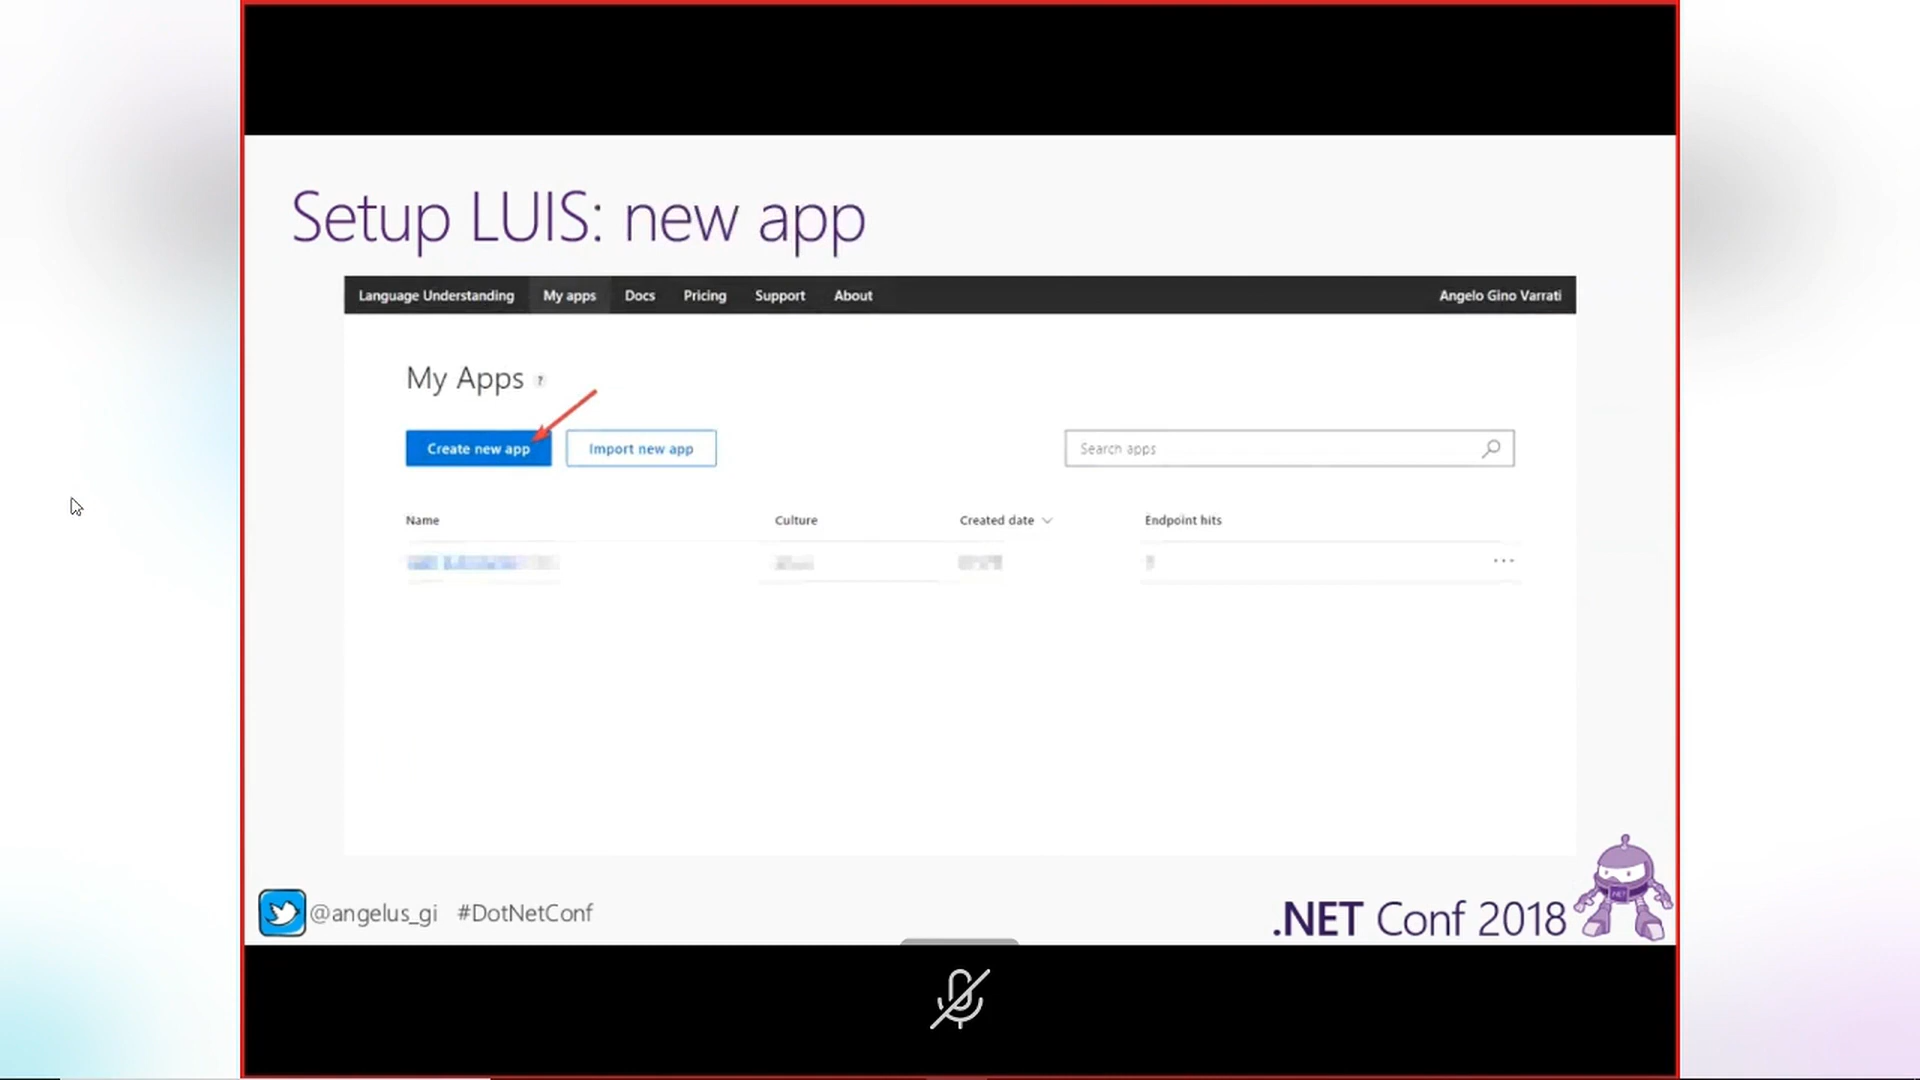 Setup LUIS: new app
Language Understanding My apps Docs Pricing Support About Angelo Gino Varrati
My Apps ?
Create new app Import new app Search apps
Name Culture Created date Endpoint hits
@angelus_gi #DotNetConf
.NET Conf 2018
.NET